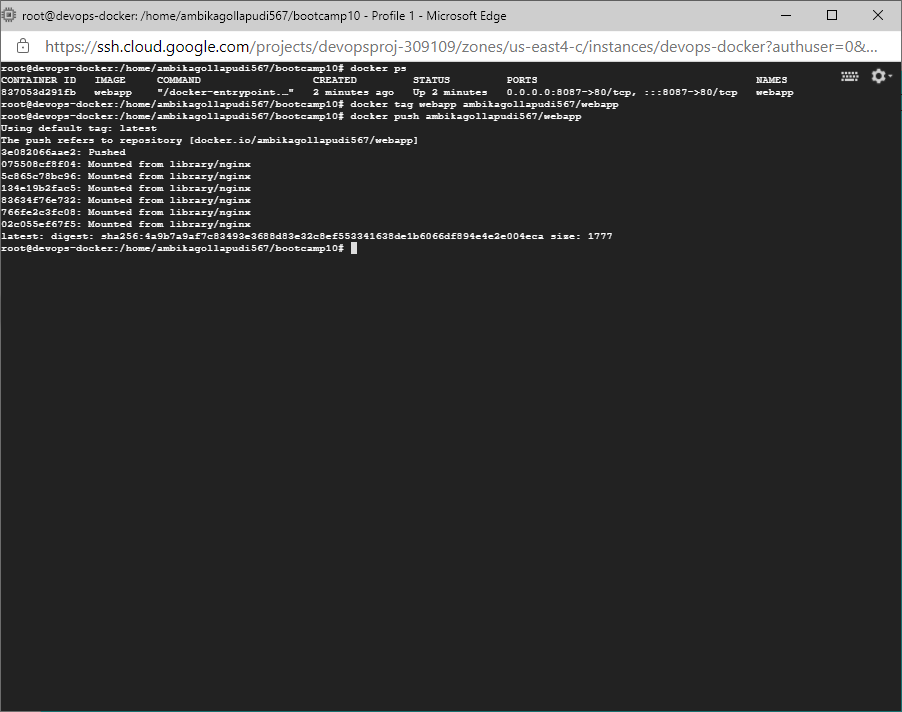 root@devops-docker: /home/ambikagollapudi567/bootcamp10 - Profile 1 - Microsoft Edge
https://ssh.cloud.google.com/projects/devopsproj-309109/zones/us-east4-c/instances/devops-docker?authuser=0&...
root@devops-docker:/home/ambikagollapudi567/bootcamp10# docker ps
CONTAINER ID   IMAGE     COMMAND                  CREATED         STATUS         PORTS                                   NAMES
837053d291fb   webapp    "/docker-entrypoint.…"   2 minutes ago   Up 2 minutes   0.0.0.0:8087->80/tcp, :::8087->80/tcp   webapp
root@devops-docker:/home/ambikagollapudi567/bootcamp10# docker tag webapp ambikagollapudi567/webapp
root@devops-docker:/home/ambikagollapudi567/bootcamp10# docker push ambikagollapudi567/webapp
Using default tag: latest
The push refers to repository [docker.io/ambikagollapudi567/webapp]
3e082066aae2: Pushed
075508cf8f04: Mounted from library/nginx
5c865c78bc96: Mounted from library/nginx
134e19b2fac5: Mounted from library/nginx
83634f76e732: Mounted from library/nginx
766fe2c3fc08: Mounted from library/nginx
02c055ef67f5: Mounted from library/nginx
latest: digest: sha256:4a9b7a9af7c83493e3688d83e32c8ef553341638de1b6066df894e4e2e004eca size: 1777
root@devops-docker:/home/ambikagollapudi567/bootcamp10#